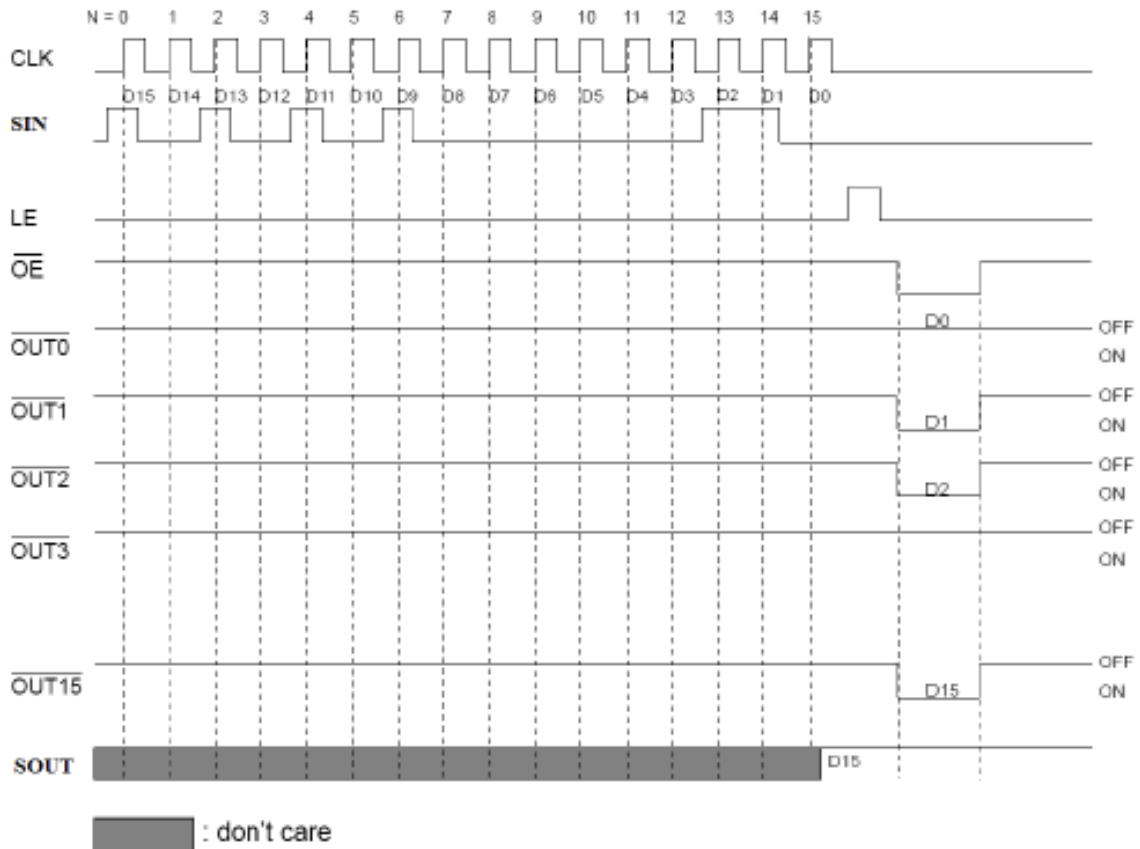 N = 0 1 2 3 4 5 6 7 8 9 10 11 12 13 14 15
CLK
D15 D14 D13 D12 D11 D10 D9 D8 D7 D6 D5 D4 D3 D2 D1 D0
SIN
LE
OE
D0
OFF
OUT0
ON
OFF
OUT1
D1
ON
OFF
OUT2
D2
ON
OFF
OUT3
ON
OFF
OUT15
D15
ON
SOUT
D15
: don't care